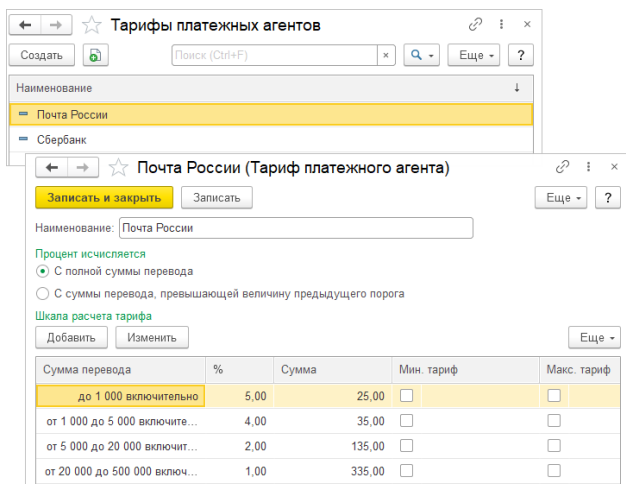 Тарифы платежных агентов
Создать Поиск (Ctrl+F) × Еще ?
Наименование ↓
Почта России
Сбербанк
Почта России (Тариф платежного агента)
Записать и закрыть Записать Еще ?
Наименование: Почта России
Процент исчисляется
С полной суммы перевода
С суммы перевода, превышающей величину предыдущего порога
Шкала расчета тарифа
Добавить Изменить Еще
Сумма перевода % Сумма Мин. тариф Макс. тариф
до 1 000 включительно 5,00 25,00
от 1 000 до 5 000 включите... 4,00 35,00
от 5 000 до 20 000 включит... 2,00 135,00
от 20 000 до 500 000 включ... 1,00 335,00